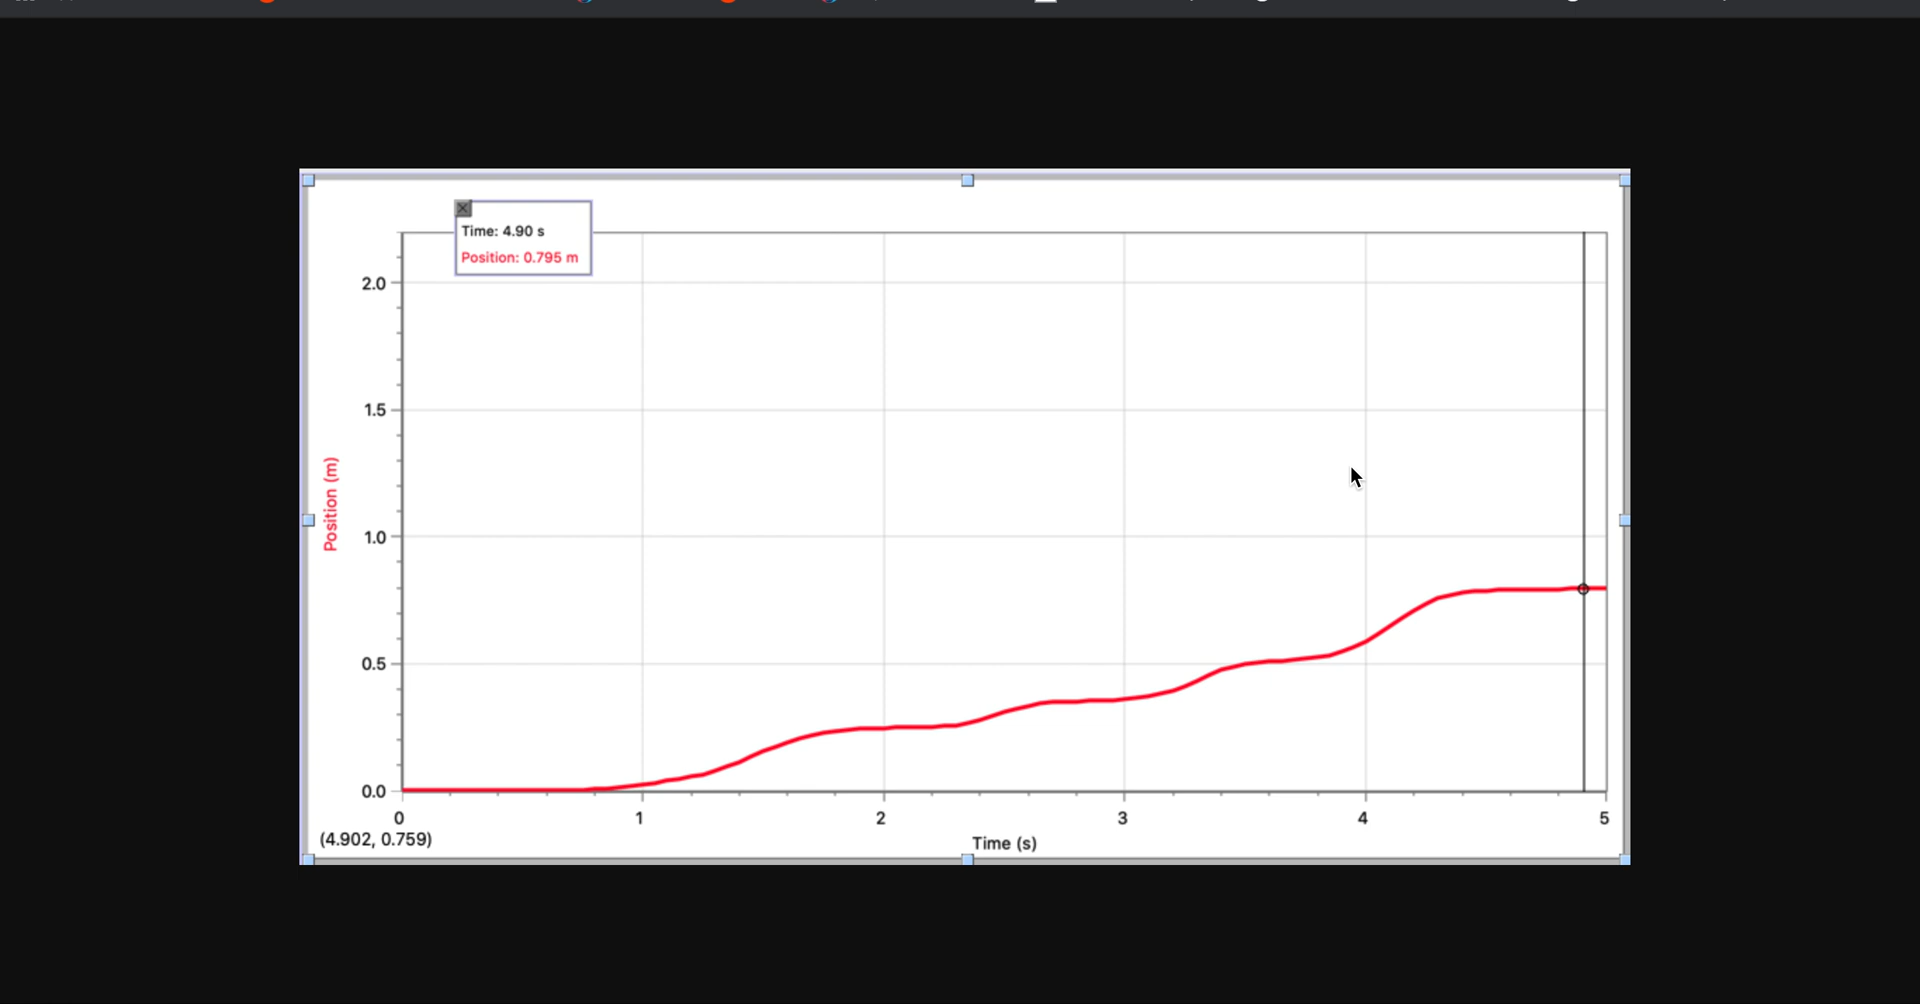 Time: 4.90 s
Position: 0.795 m
2.0
1.5
1.0
0.5
0.0
Position (m)
0 1 2 3 4 5
(4.902, 0.759)
Time (s)